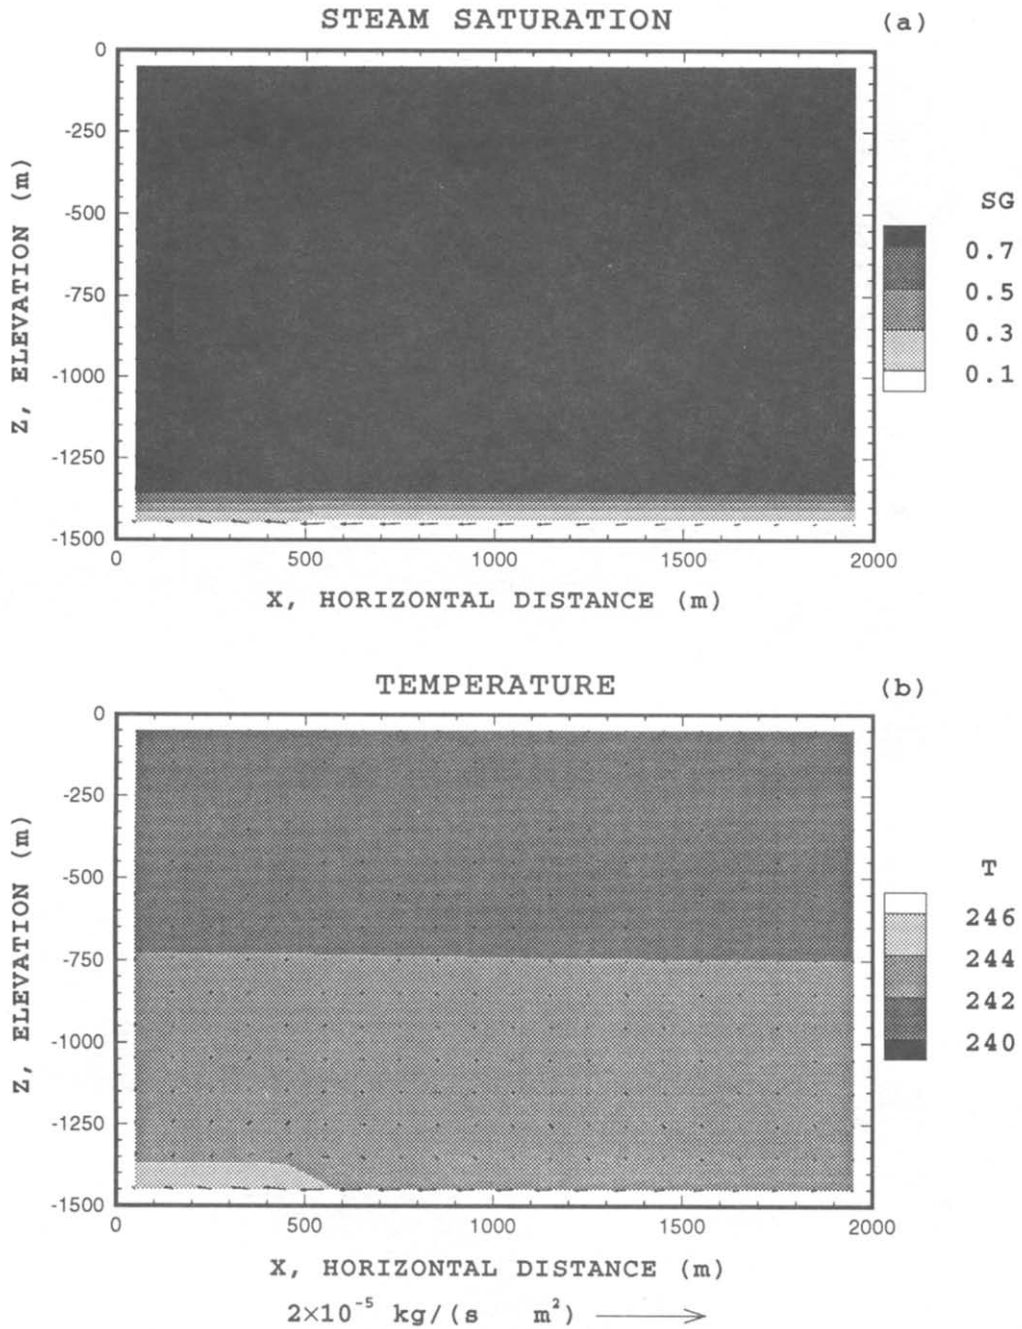 STEAM SATURATION (a)
0
-250
-500
-750
-1000
-1250
-1500
Z, ELEVATION (m)
0 500 1000 1500 2000
X, HORIZONTAL DISTANCE (m)
SG
0.7
0.5
0.3
0.1
TEMPERATURE (b)
0
-250
-500
-750
-1000
-1250
-1500
Z, ELEVATION (m)
0 500 1000 1500 2000
X, HORIZONTAL DISTANCE (m)
T
246
244
242
240
2×10⁻⁵ kg/(s m²)